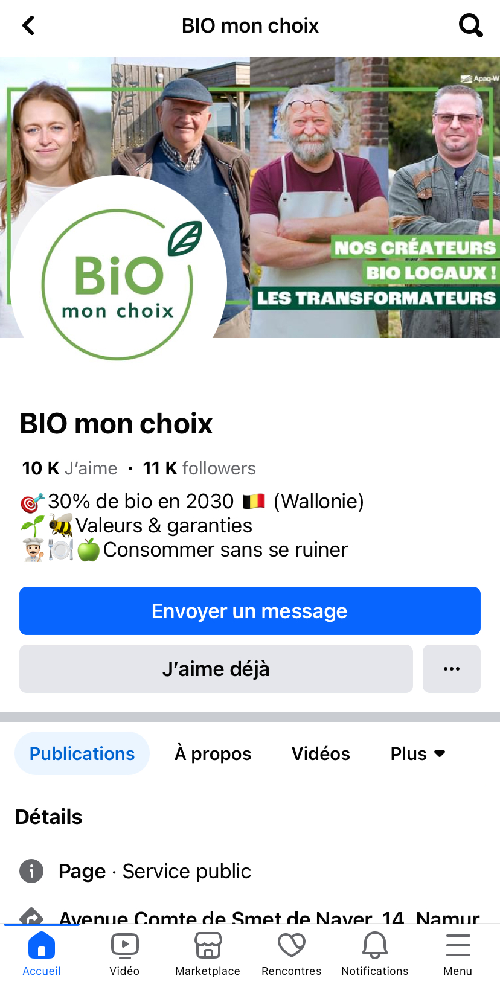 BIO mon choix
Apaq-W
NOS CRÉATEURS
BIO LOCAUX !
LES TRANSFORMATEURS
BiO
mon choix
BIO mon choix
10 K J’aime · 11 K followers
🎯30% de bio en 2030 🇧🇪 (Wallonie)
🌱🐝Valeurs & garanties
👨🏻‍🍳🍽️🍏Consommer sans se ruiner
Envoyer un message
J’aime déjà
Publications À propos Vidéos Plus
Détails
Page · Service public
Avenue Comte de Smet de Nayer, 14, Namur
Accueil Vidéo Marketplace Rencontres Notifications Menu